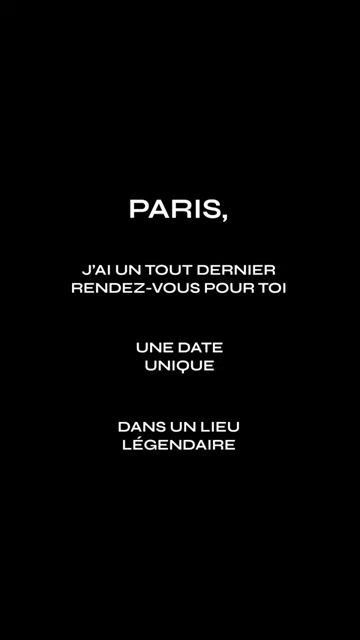 PARIS,
J'AI UN TOUT DERNIER
RENDEZ-VOUS POUR TOI
UNE DATE
UNIQUE
DANS UN LIEU
LÉGENDAIRE